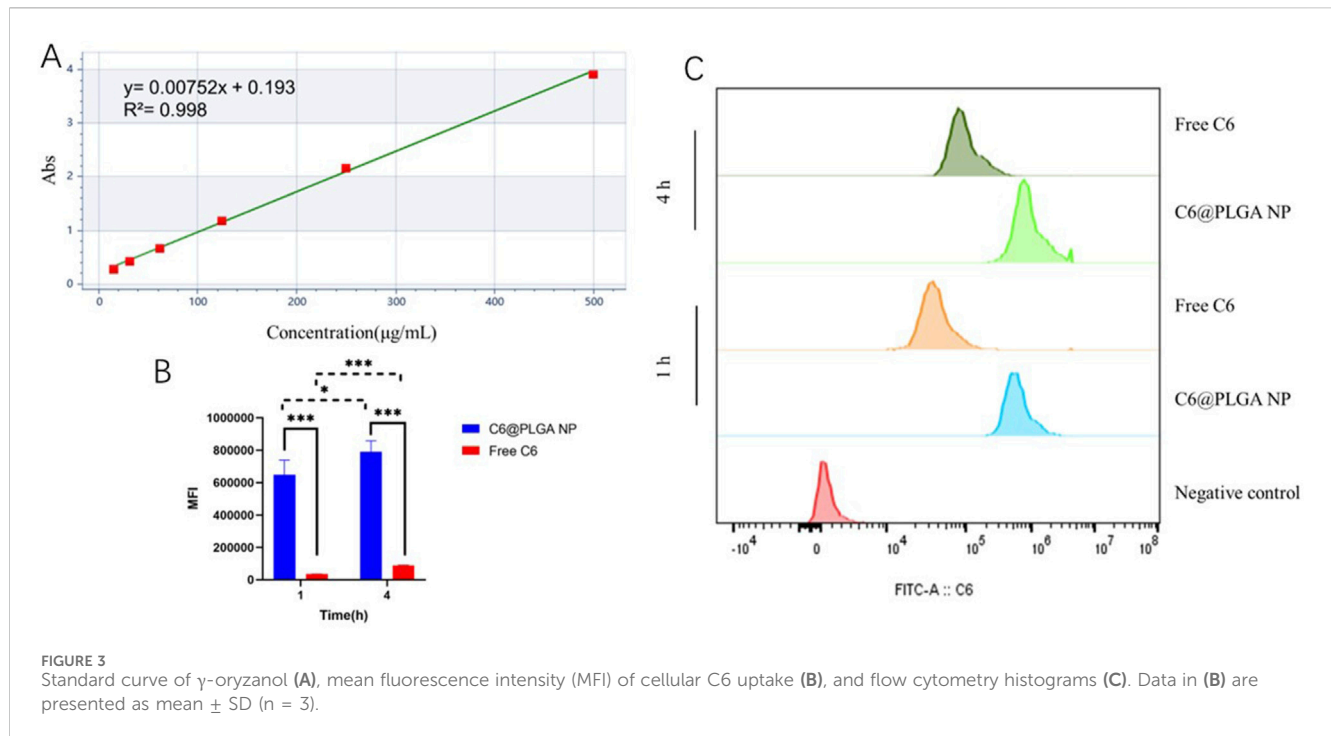 A
y= 0.00752x + 0.193
R²= 0.998
Abs
4
3
2
1
0
0 100 200 300 400 500
Concentration(μg/mL)
B
***
*
*** ***
1000000
800000
600000
400000
200000
0
MFI
1 4
Time(h)
C6@PLGA NP
Free C6
C
4 h
1 h
Free C6
C6@PLGA NP
Free C6
C6@PLGA NP
Negative control
-10⁴ 0 10⁴ 10⁵ 10⁶ 10⁷ 10⁸
FITC-A :: C6
FIGURE 3
Standard curve of γ-oryzanol (A), mean fluorescence intensity (MFI) of cellular C6 uptake (B), and flow cytometry histograms (C). Data in (B) are
presented as mean ± SD (n = 3).